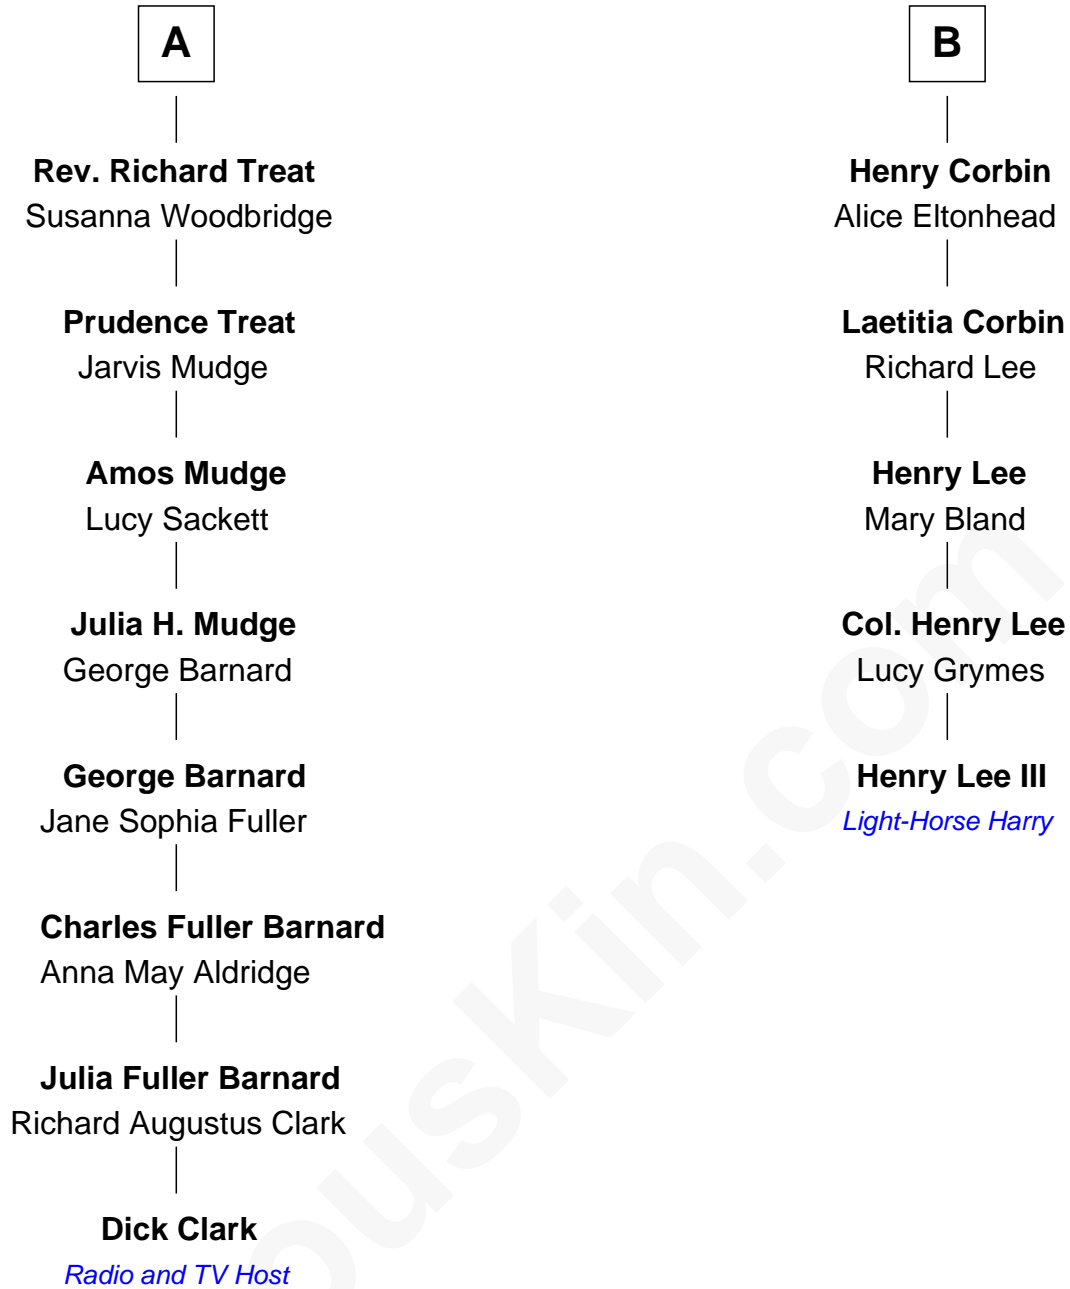 A
Rev. Richard Treat
Susanna Woodbridge
Prudence Treat
Jarvis Mudge
Amos Mudge
Lucy Sackett
Julia H. Mudge
George Barnard
George Barnard
Jane Sophia Fuller
Charles Fuller Barnard
Anna May Aldridge
Julia Fuller Barnard
Richard Augustus Clark
Dick Clark
Radio and TV Host
B
Henry Corbin
Alice Eltonhead
Laetitia Corbin
Richard Lee
Henry Lee
Mary Bland
Col. Henry Lee
Lucy Grymes
Henry Lee III
Light-Horse Harry
ousKin.com